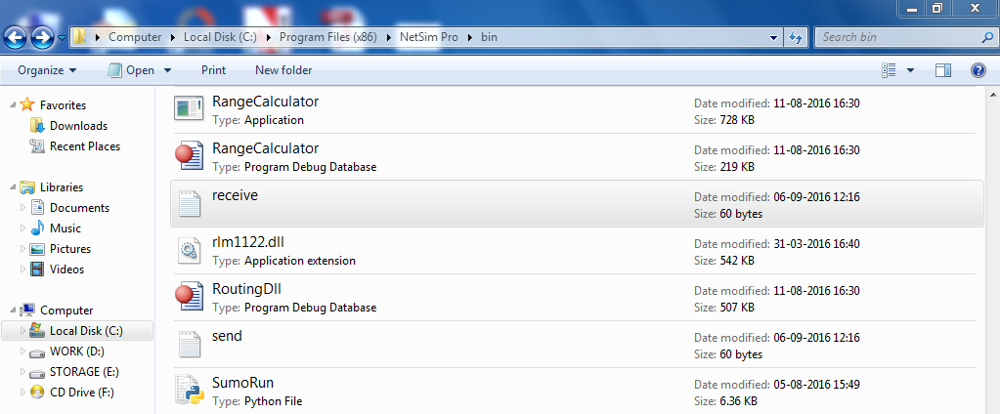 Computer Local Disk (C:) Program Files (x86) NetSim Pro bin Search bin
Organize Open Print New folder
Favorites
Downloads
Recent Places
Libraries
Documents
Music
Pictures
Videos
Computer
Local Disk (C:)
WORK (D:)
STORAGE (E:)
CD Drive (F:)
RangeCalculator Date modified: 11-08-2016 16:30
Type: Application Size: 728 KB
RangeCalculator Date modified: 11-08-2016 16:30
Type: Program Debug Database Size: 219 KB
receive Date modified: 06-09-2016 12:16
Size: 60 bytes
rlm1122.dll Date modified: 31-03-2016 16:40
Type: Application extension Size: 542 KB
RoutingDll Date modified: 11-08-2016 16:30
Type: Program Debug Database Size: 507 KB
send Date modified: 06-09-2016 12:16
Size: 60 bytes
SumoRun Date modified: 05-08-2016 15:49
Type: Python File Size: 6.36 KB